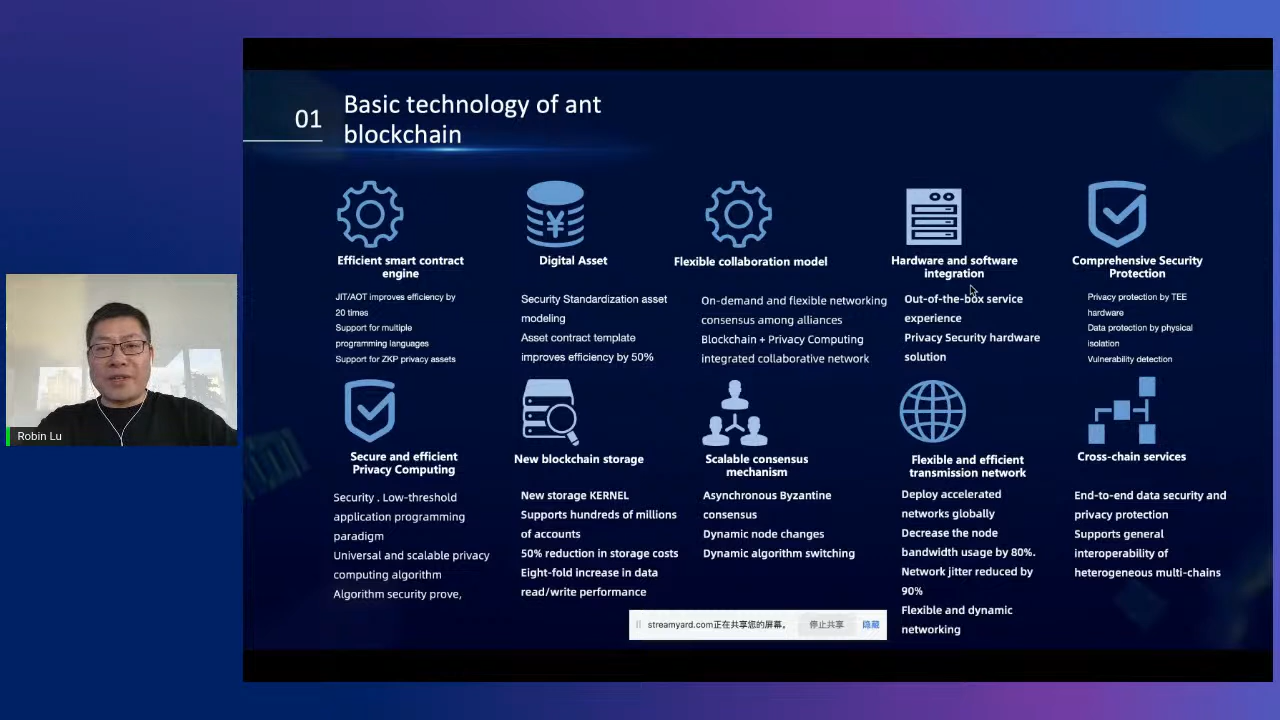 01
Basic technology of ant
blockchain
Efficient smart contract
engine
JIT/AOT improves efficiency by
20 times
Support for multiple
programming languages
Support for ZKP privacy assets
Digital Asset
Security Standardization asset
modeling
Asset contract template
improves efficiency by 50%
Flexible collaboration model
On-demand and flexible networking
consensus among alliances
Blockchain + Privacy Computing
integrated collaborative network
Hardware and software
integration
Out-of-the-box service
experience
Privacy Security hardware
solution
Comprehensive Security
Protection
Privacy protection by TEE
hardware
Data protection by physical
isolation
Vulnerability detection
Secure and efficient
Privacy Computing
Security . Low-threshold
application programming
paradigm
Universal and scalable privacy
computing algorithm
Algorithm security prove,
New blockchain storage
New storage KERNEL
Supports hundreds of millions
of accounts
50% reduction in storage costs
Eight-fold increase in data
read/write performance
Scalable consensus
mechanism
Asynchronous Byzantine
consensus
Dynamic node changes
Dynamic algorithm switching
Flexible and efficient
transmission network
Deploy accelerated
networks globally
Decrease the node
bandwidth usage by 80%.
Network jitter reduced by
90%
Flexible and dynamic
networking
Cross-chain services
End-to-end data security and
privacy protection
Supports general
interoperability of
heterogeneous multi-chains
Robin Lu
streamyard.com正在共享您的屏幕。 停止共享 隐藏
¥